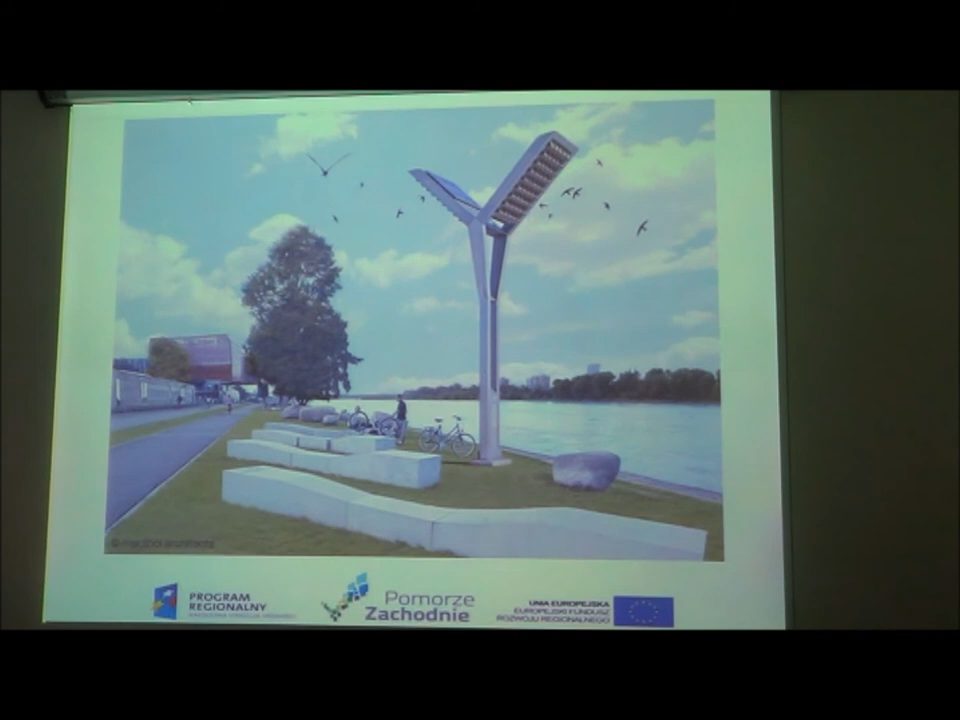 PROGRAM
REGIONALNY
Pomorze
Zachodnie
UNIA EUROPEJSKA
EUROPEJSKI FUNDUSZ
ROZWOJU REGIONALNEGO